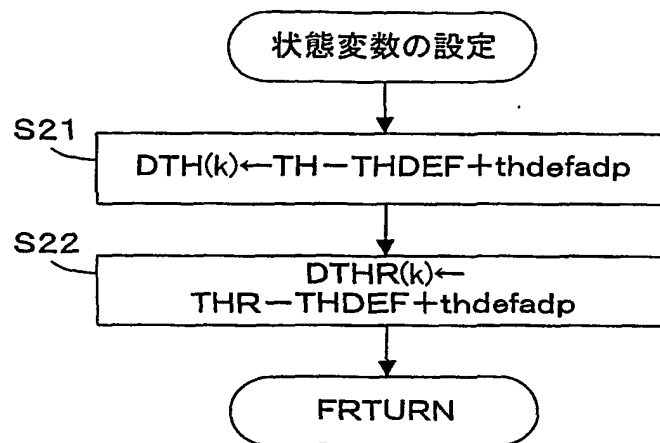 状態変数の設定
S21
DTH(k)←TH−THDEF+thdefadp
S22
DTHR(k)←
THR−THDEF+thdefadp
FRTURN